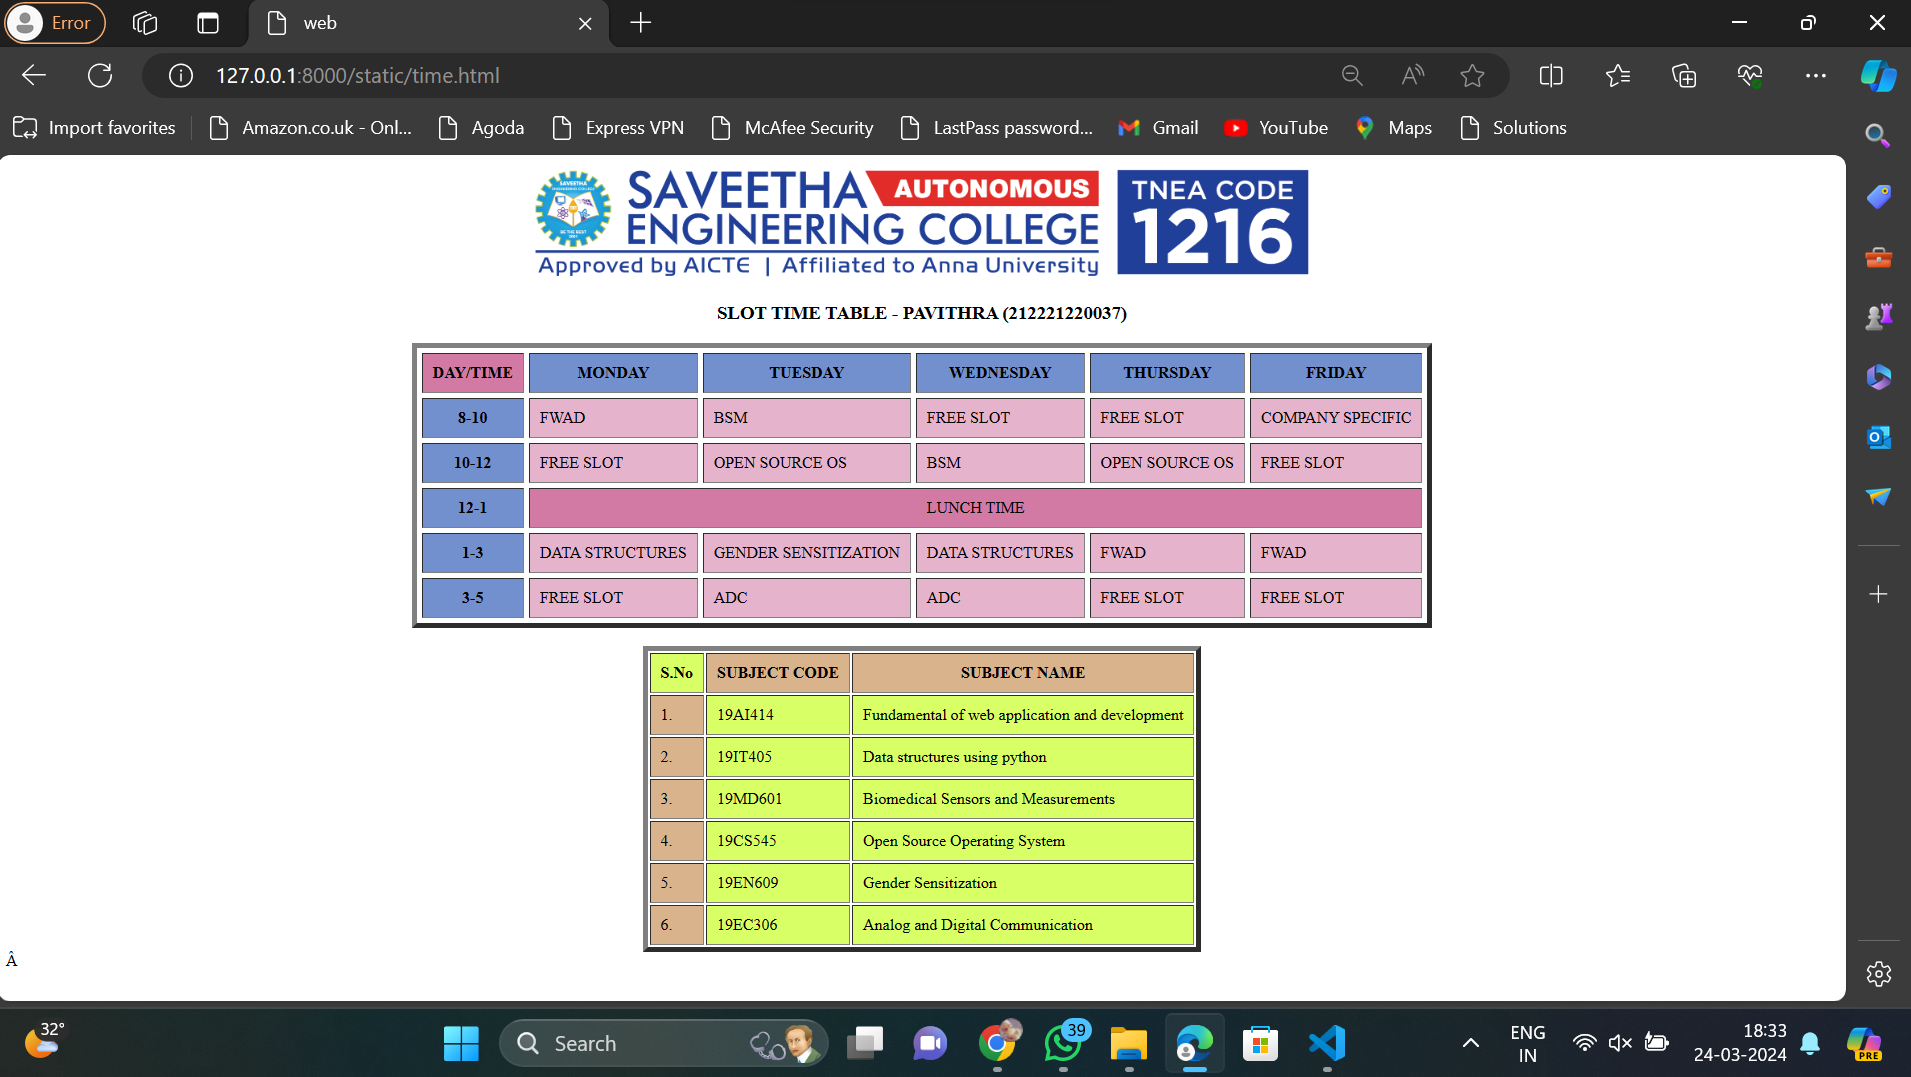 Error
web
127.0.0.1:8000/static/time.html
Import favorites Amazon.co.uk - Onl... Agoda Express VPN McAfee Security LastPass password... Gmail YouTube Maps Solutions
SAVEETHA AUTONOMOUS
ENGINEERING COLLEGE
Approved by AICTE | Affiliated to Anna University
TNEA CODE
1216
SLOT TIME TABLE - PAVITHRA (212221220037)
DAY/TIME MONDAY TUESDAY WEDNESDAY THURSDAY FRIDAY
8-10 FWAD BSM FREE SLOT FREE SLOT COMPANY SPECIFIC
10-12 FREE SLOT OPEN SOURCE OS BSM OPEN SOURCE OS FREE SLOT
12-1 LUNCH TIME
1-3 DATA STRUCTURES GENDER SENSITIZATION DATA STRUCTURES FWAD FWAD
3-5 FREE SLOT ADC ADC FREE SLOT FREE SLOT
S.No SUBJECT CODE SUBJECT NAME
1. 19AI414 Fundamental of web application and development
2. 19IT405 Data structures using python
3. 19MD601 Biomedical Sensors and Measurements
4. 19CS545 Open Source Operating System
5. 19EN609 Gender Sensitization
6. 19EC306 Analog and Digital Communication
Â
32°
Search
39
ENG
IN
18:33
24-03-2024
PRE